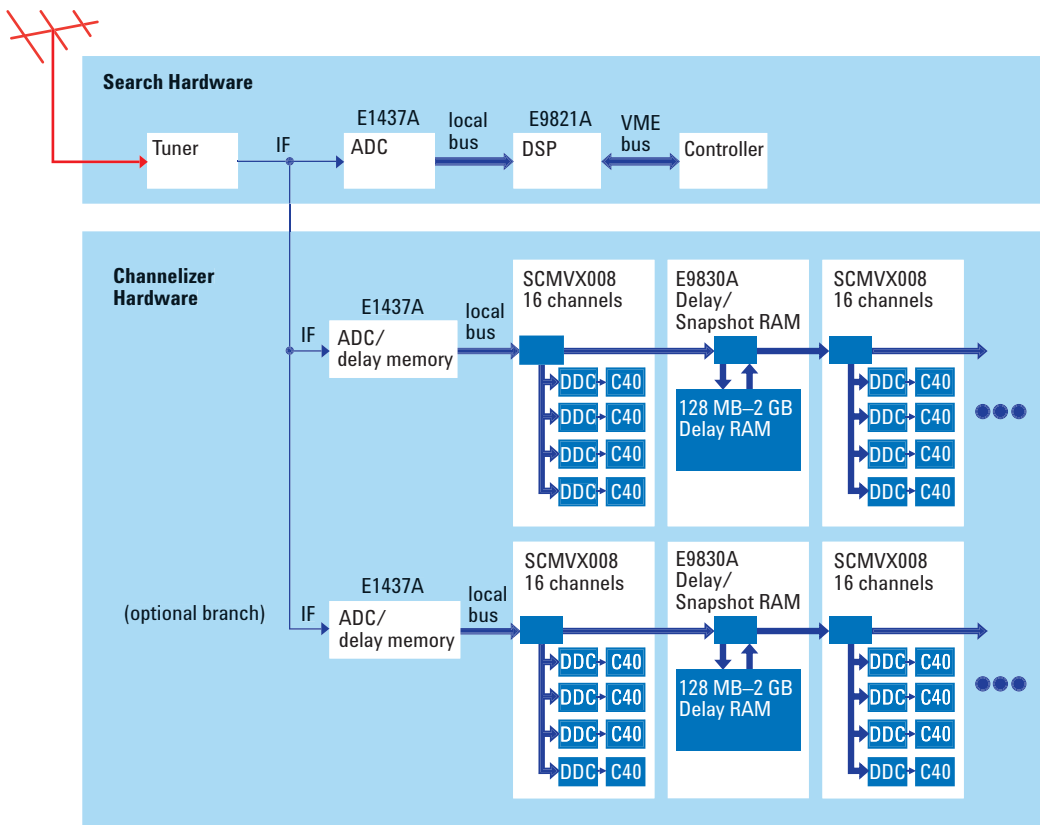 Search Hardware
Tuner
IF
E1437A
ADC
local
bus
E9821A
DSP
VME
bus
Controller
Channelizer
Hardware
IF
E1437A
ADC/
delay memory
local
bus
SCMVX008
16 channels
DDC C40
DDC C40
DDC C40
DDC C40
E9830A
Delay/
Snapshot RAM
128 MB–2 GB
Delay RAM
SCMVX008
16 channels
DDC C40
DDC C40
DDC C40
DDC C40
(optional branch)
IF
E1437A
ADC/
delay memory
local
bus
SCMVX008
16 channels
DDC C40
DDC C40
DDC C40
DDC C40
E9830A
Delay/
Snapshot RAM
128 MB–2 GB
Delay RAM
SCMVX008
16 channels
DDC C40
DDC C40
DDC C40
DDC C40